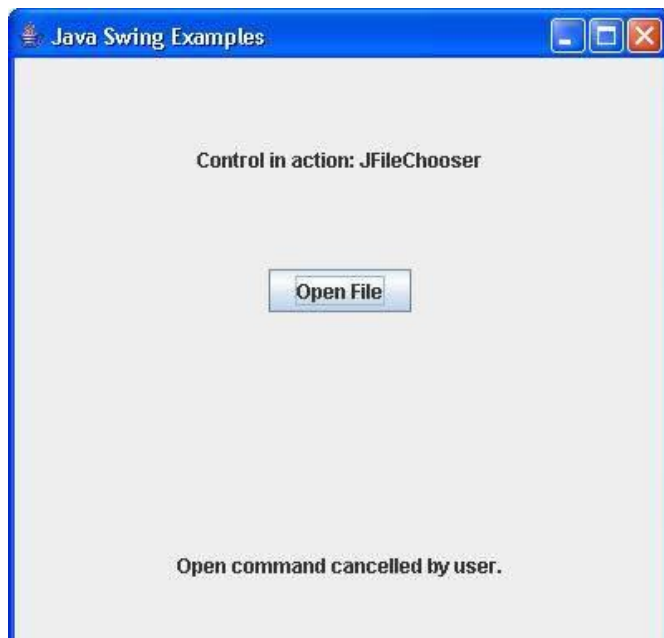 Java Swing Examples
Control in action: JFileChooser
Open File
Open command cancelled by user.